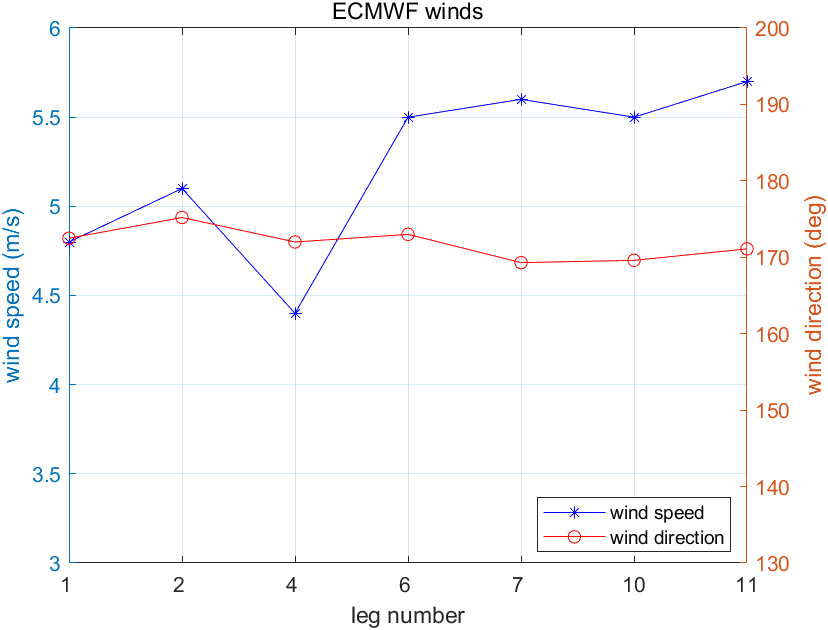 ECMWF winds
6
5.5
5
4.5
4
3.5
3
wind speed (m/s)
200
190
180
170
160
150
140
130
wind direction (deg)
wind speed
wind direction
1 2 4 6 7 10 11
leg number